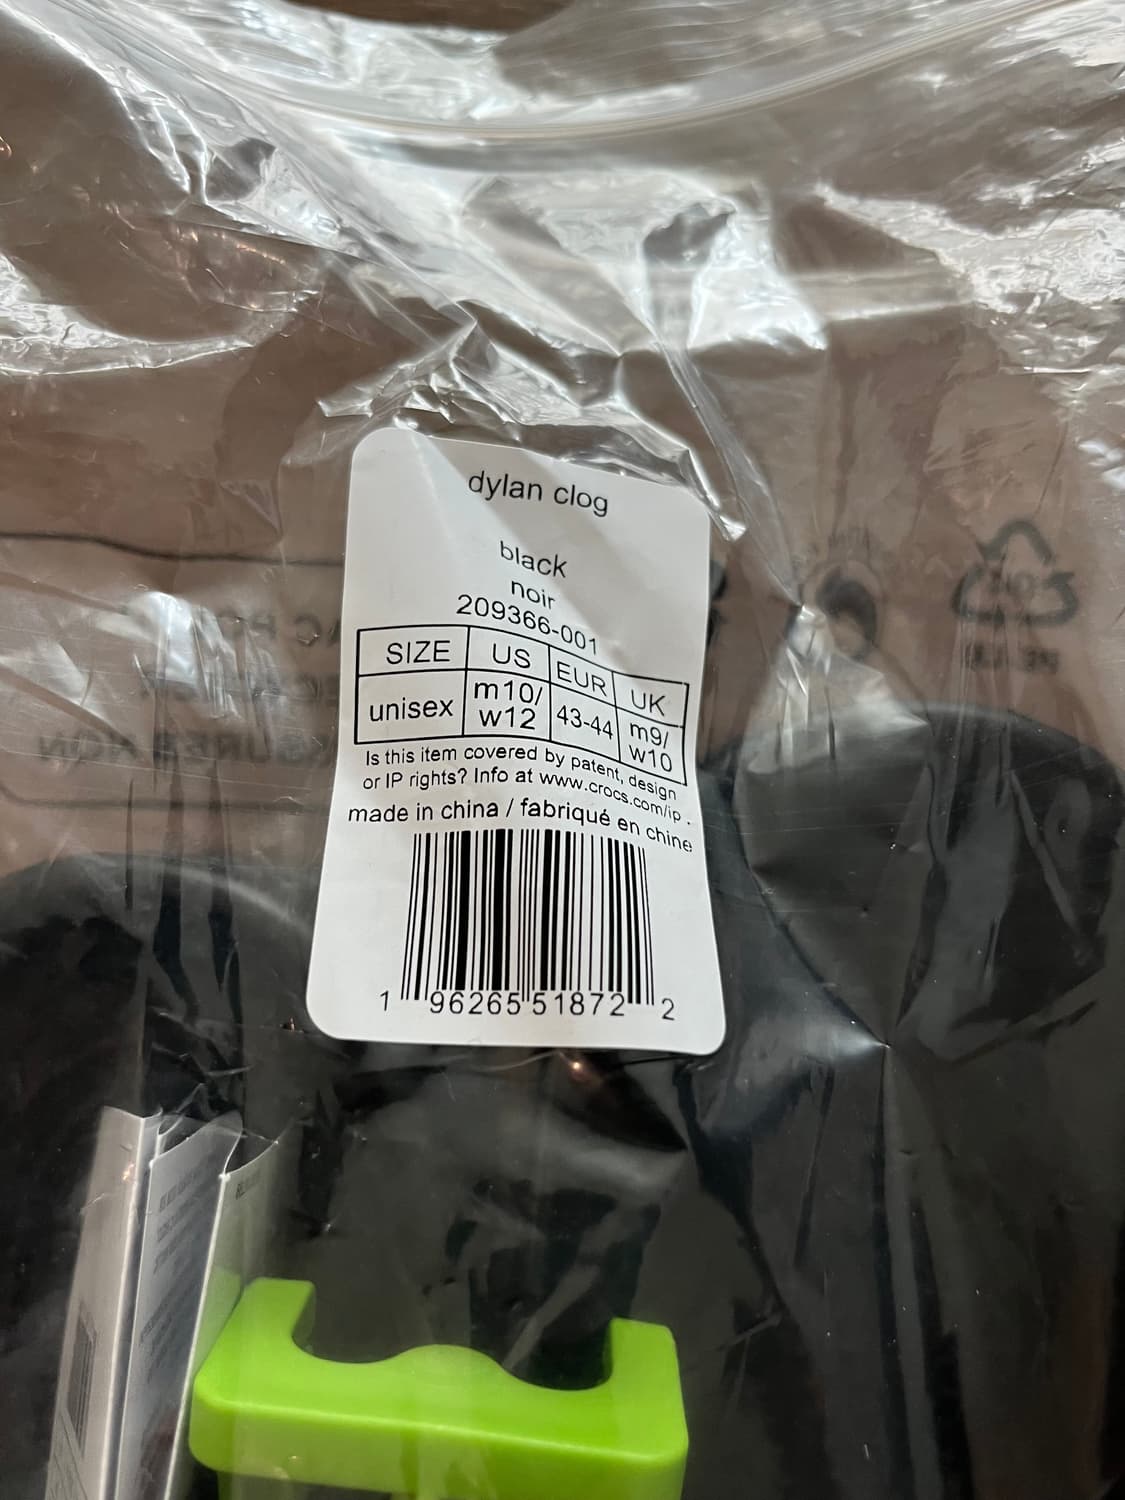 dylan clog
black
noir
209366-001
SIZE US EUR UK
unisex m10/ w12 43-44 m9/ w10
Is this item covered by patent, design
or IP rights? Info at www.crocs.com/ip .
made in china / fabriqué en chine
1 96265 51872 2